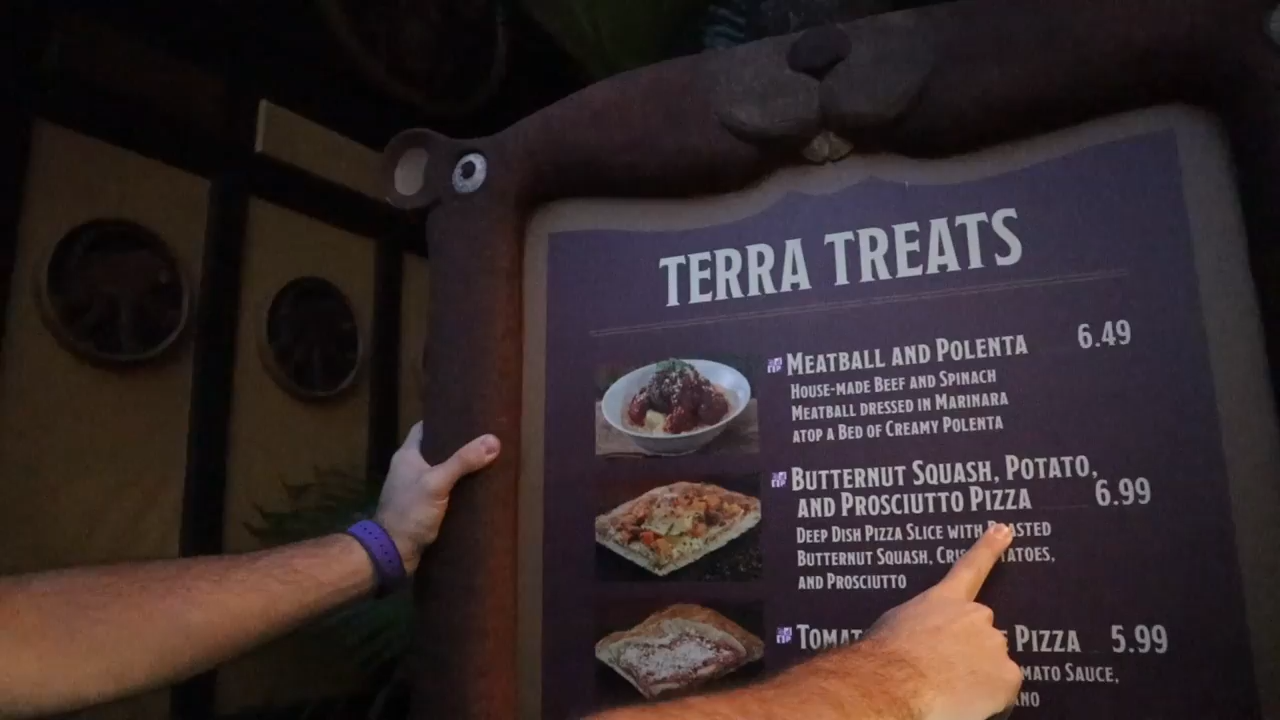 TERRA TREATS
MEATBALL AND POLENTA 6.49
HOUSE-MADE BEEF AND SPINACH
MEATBALL DRESSED IN MARINARA
ATOP A BED OF CREAMY POLENTA
BUTTERNUT SQUASH, POTATO,
AND PROSCIUTTO PIZZA 6.99
DEEP DISH PIZZA SLICE WITH ROASTED
BUTTERNUT SQUASH,
AND PROSCIUTTO
PIZZA 5.99
SAUCE,